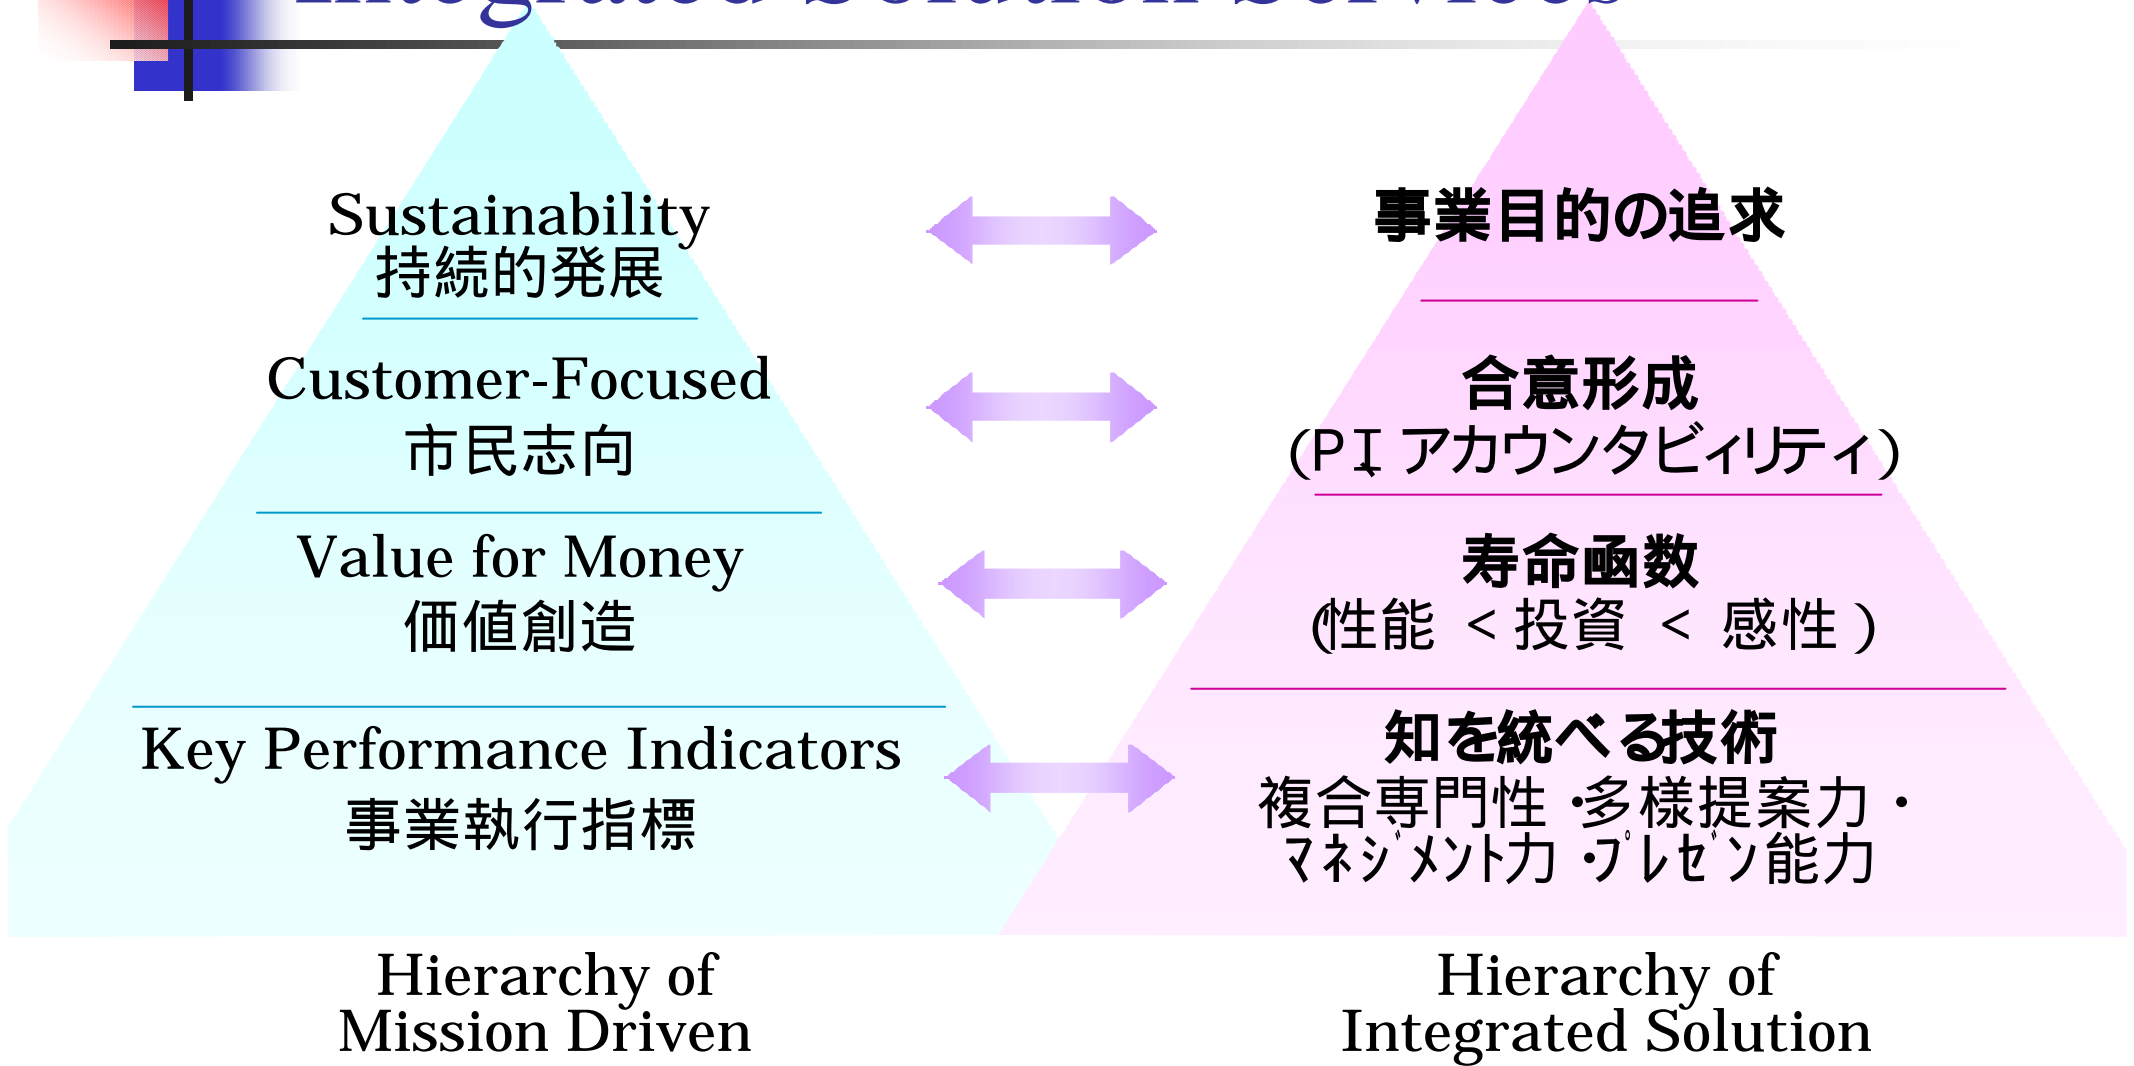 Integrated Solution Services
Sustainability
持続的発展
Customer-Focused
市民志向
Value for Money
価値創造
Key Performance Indicators
事業執行指標
Hierarchy of
Mission Driven
事業目的の追求
合意形成
(PI、アカウンタビィリティ)
寿命函数
(性能 < 投資 < 感性 )
知を統べる技術
複合専門性・多様提案力・
ﾏﾈｼﾞﾒﾝﾄ力・ﾌﾟﾚｾﾞﾝ能力
Hierarchy of
Integrated Solution